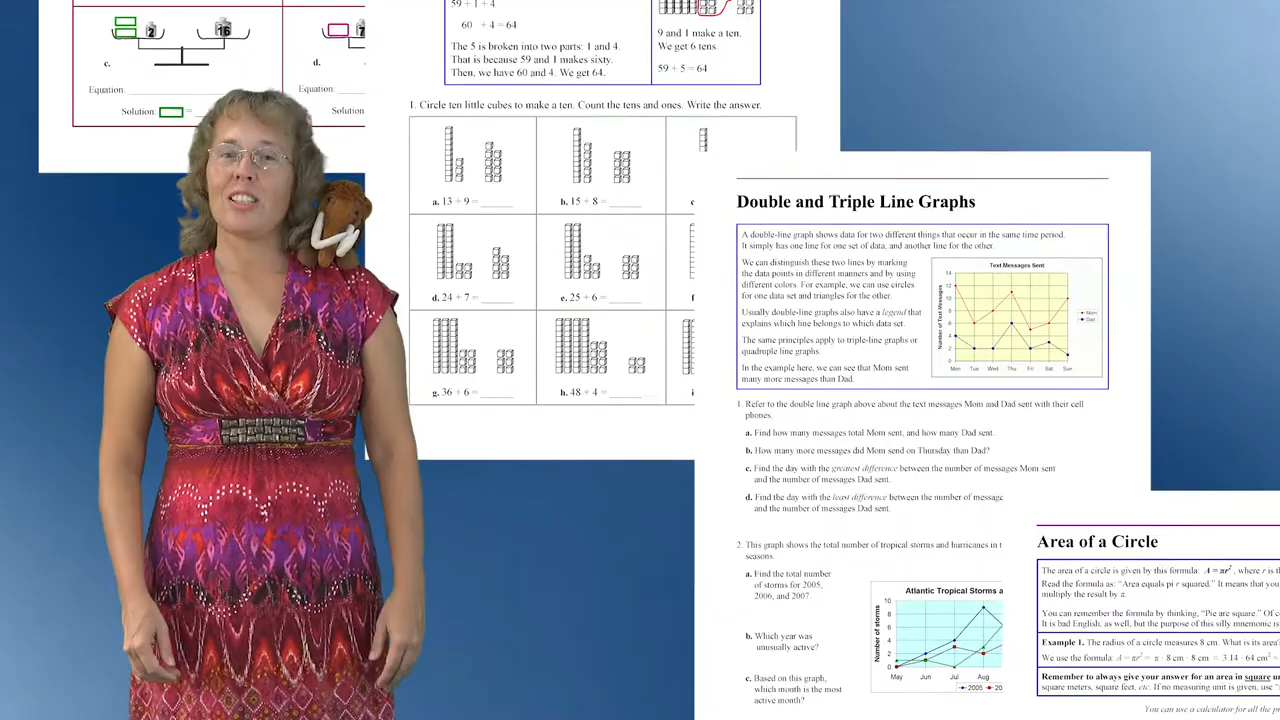 2
16
7
c.
d.
Equation:
Equation:
Solution: =
Solution
59 + 1 + 4
60 + 4 = 64
The 5 is broken into two parts: 1 and 4.
That is because 59 and 1 makes sixty.
Then, we have 60 and 4. We get 64.
9 and 1 make a ten.
We get 6 tens.
59 + 5 = 64
1. Circle ten little cubes to make a ten. Count the tens and ones. Write the answer.
a. 13 + 9 = ______
b. 15 + 8 = ______
c
d. 24 + 7 = ______
e. 25 + 6 = ______
f
g. 36 + 6 = ______
h. 48 + 4 = ______
i
Double and Triple Line Graphs
A double-line graph shows data for two different things that occur in the same time period.
It simply has one line for one set of data, and another line for the other.
We can distinguish these two lines by marking
the data points in different manners and by using
different colors. For example, we can use circles
for one data set and triangles for the other.
Usually double-line graphs also have a legend that
explains which line belongs to which data set.
The same principles apply to triple-line graphs or
quadruple line graphs.
In the example here, we can see that Mom sent
many more messages than Dad.
Text Messages Sent
Number of Text Messages
14
12
10
8
6
4
2
0
Mon Tue Wed Thu Fri Sat Sun
Mom
Dad
1. Refer to the double line graph above about the text messages Mom and Dad sent with their cell
phones.
a. Find how many messages total Mom sent, and how many Dad sent.
b. How many more messages did Mom send on Thursday than Dad?
c. Find the day with the greatest difference between the number of messages Mom sent
and the number of messages Dad sent.
d. Find the day with the least difference between the number of message
and the number of messages Dad sent.
2. This graph shows the total number of tropical storms and hurricanes in t
seasons.
a. Find the total number
of storms for 2005,
2006, and 2007.
b. Which year was
unusually active?
c. Based on this graph,
which month is the most
active month?
Atlantic Tropical Storms a
Number of storms
10
8
6
4
2
0
May Jun Jul Aug
2005 20
Area of a Circle
The area of a circle is given by this formula: A = πr², where r is th
Read the formula as: "Area equals pi r squared." It means that you
multiply the result by π.
You can remember the formula by thinking, "Pie are square." Of c
It is bad English, as well, but the purpose of this silly mnemonic is
Example 1. The radius of a circle measures 8 cm. What is its area?
We use the formula: A = πr² = π · 8 cm · 8 cm = 3.14 · 64 cm² =
Remember to always give your answer for an area in square un
square meters, square feet, etc. If no measuring unit is given, use "
You can use a calculator for all the pr